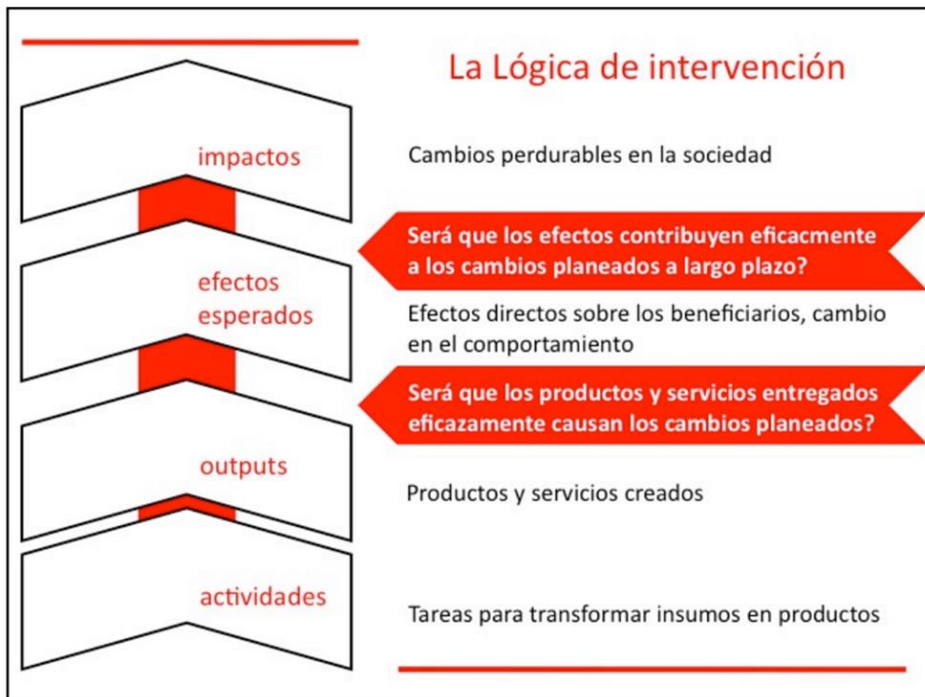 La Lógica de intervención
impactos
Cambios perdurables en la sociedad
Será que los efectos contribuyen eficacmente
a los cambios planeados a largo plazo?
efectos
esperados
Efectos directos sobre los beneficiarios, cambio
en el comportamiento
Será que los productos y servicios entregados
eficazamente causan los cambios planeados?
outputs
Productos y servicios creados
actividades
Tareas para transformar insumos en productos